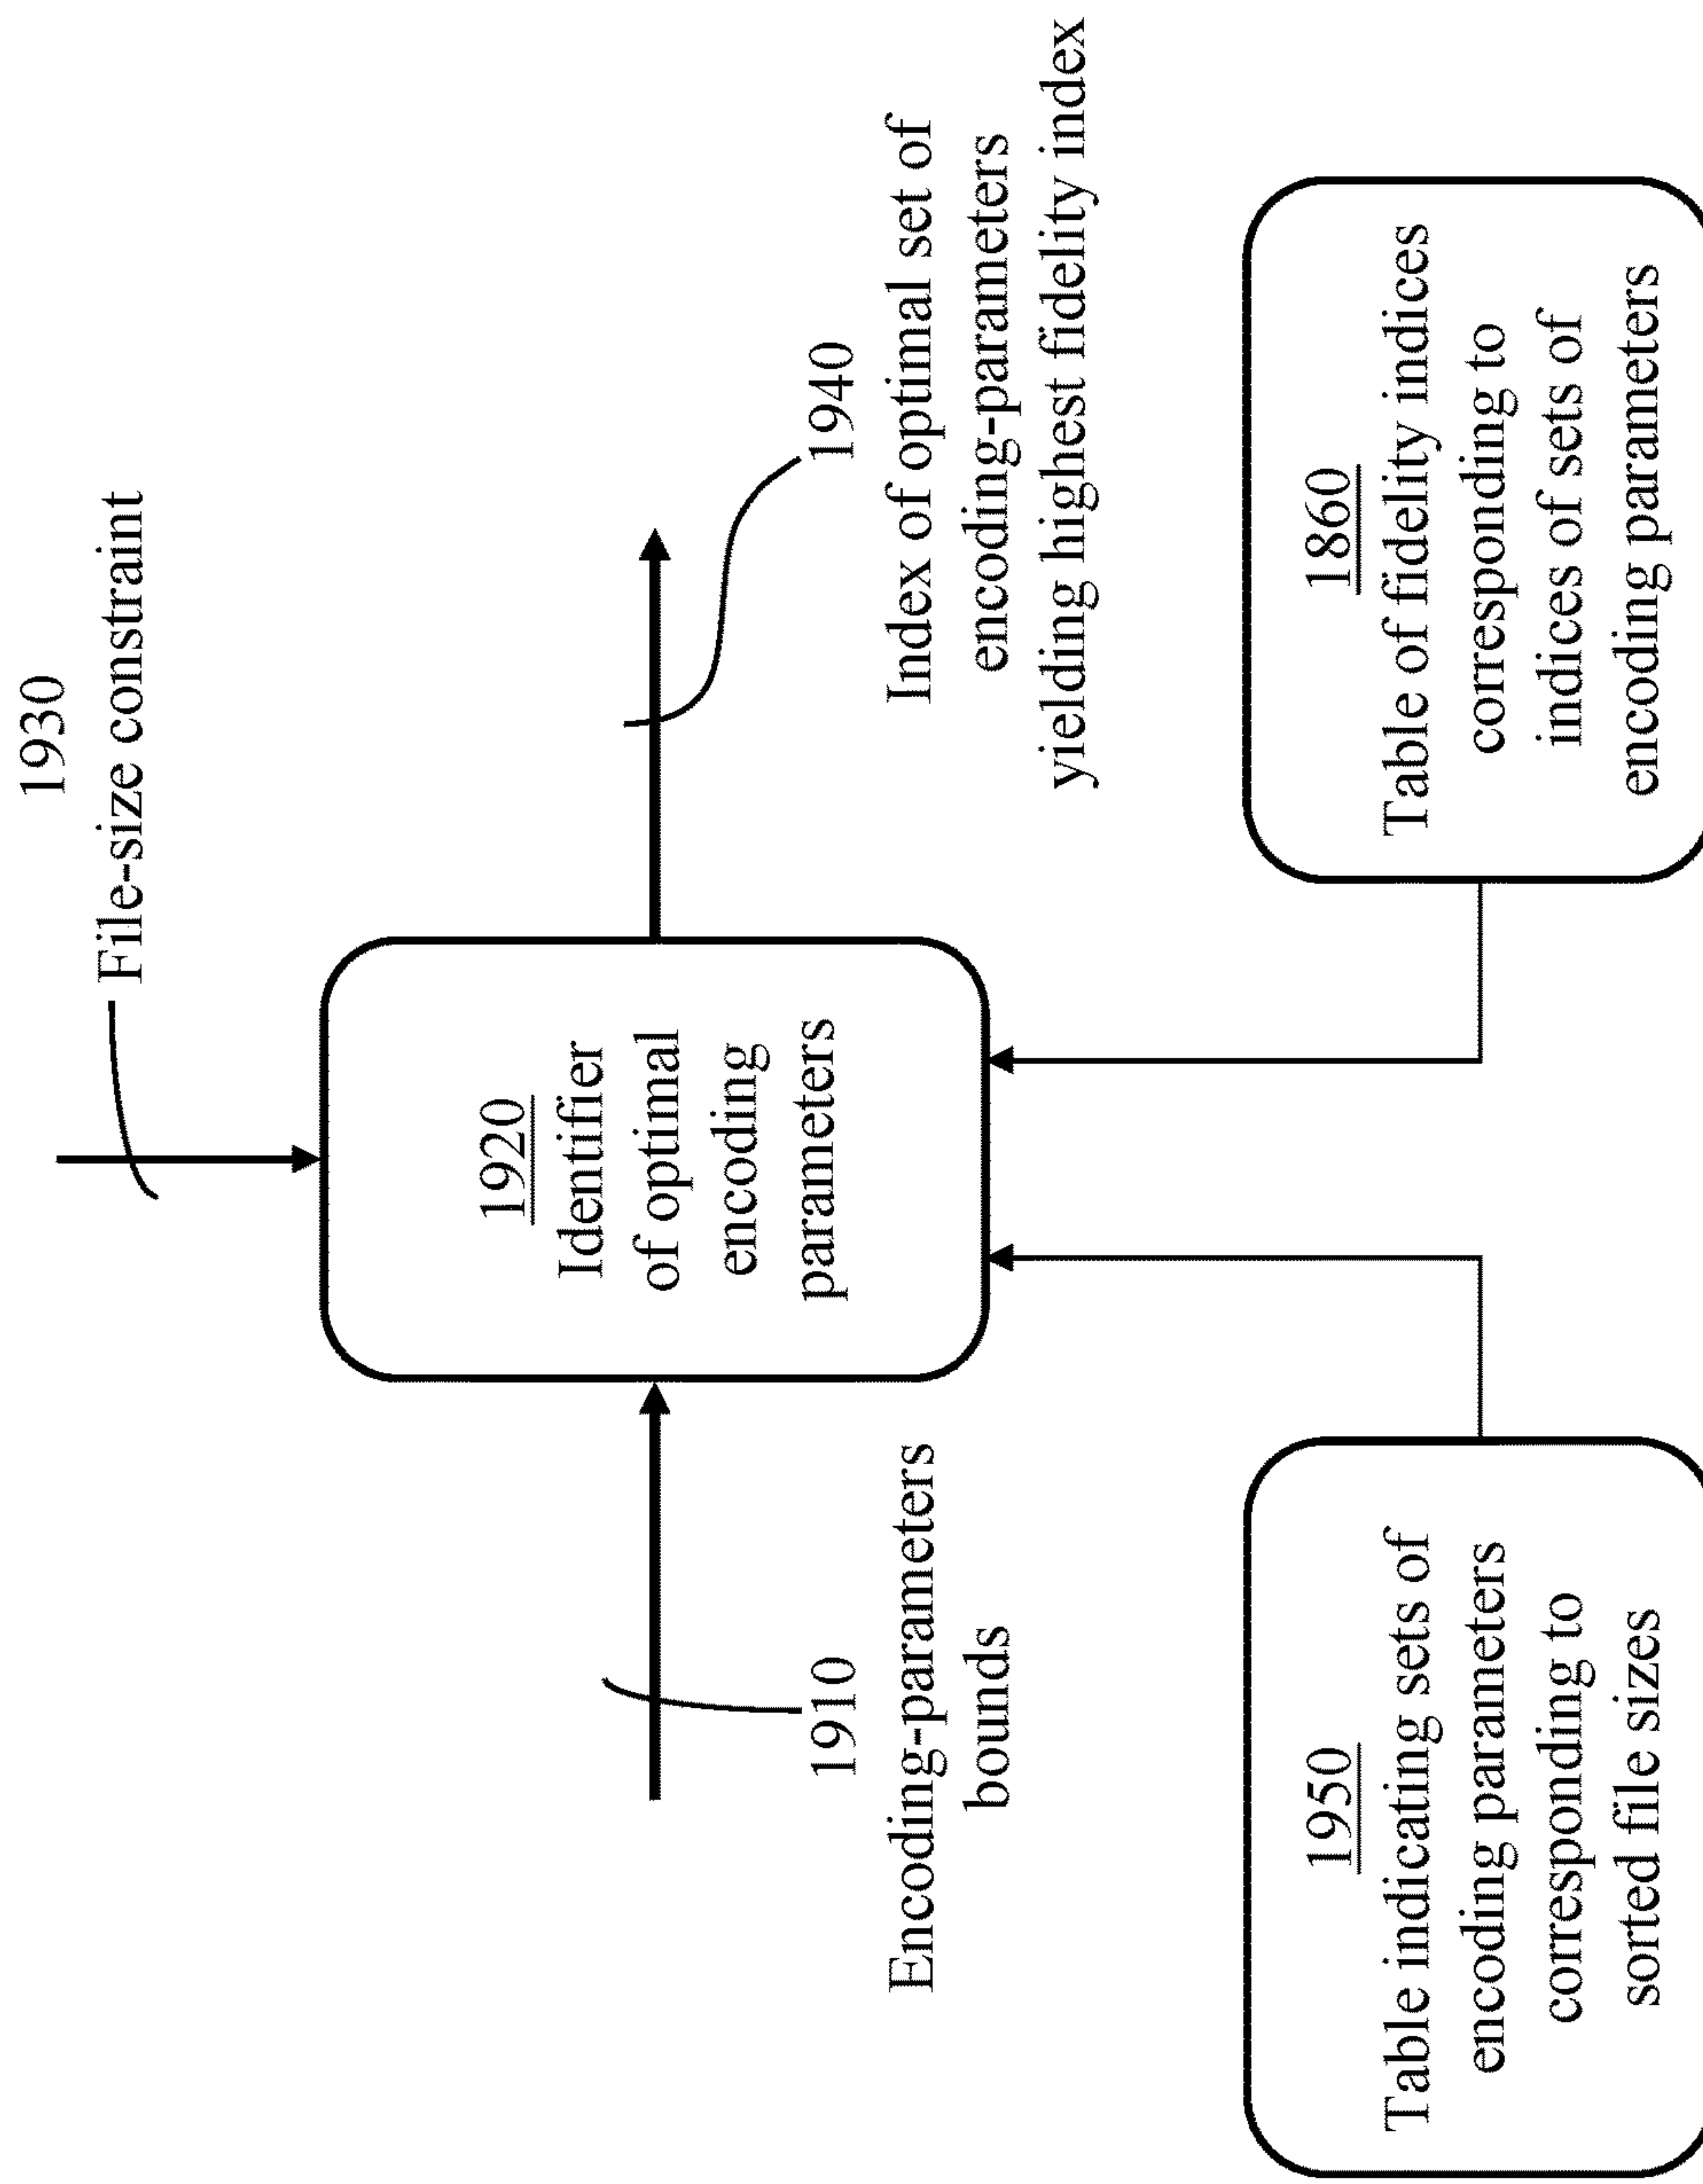 1930
File-size constraint
1920
Identifier
of optimal
encoding
parameters
1910
Encoding-parameters
bounds
1940
Index of optimal set of
encoding-parameters
yielding highest fidelity index
1950
Table indicating sets of
encoding parameters
corresponding to
sorted file sizes
1860
Table of fidelity indices
corresponding to
indices of sets of
encoding parameters